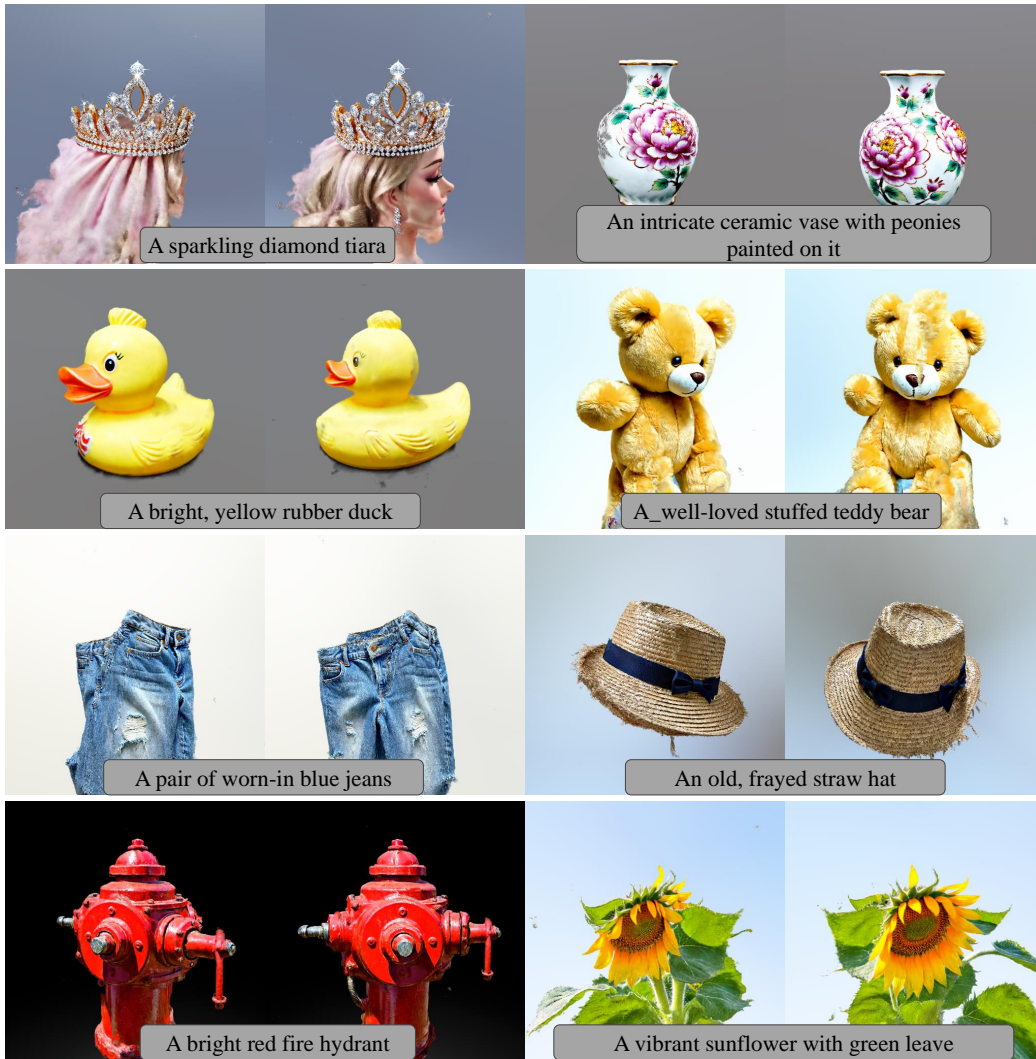 A sparkling diamond tiara
An intricate ceramic vase with peonies
painted on it
A bright, yellow rubber duck
A_well-loved stuffed teddy bear
A pair of worn-in blue jeans
An old, frayed straw hat
A bright red fire hydrant
A vibrant sunflower with green leave